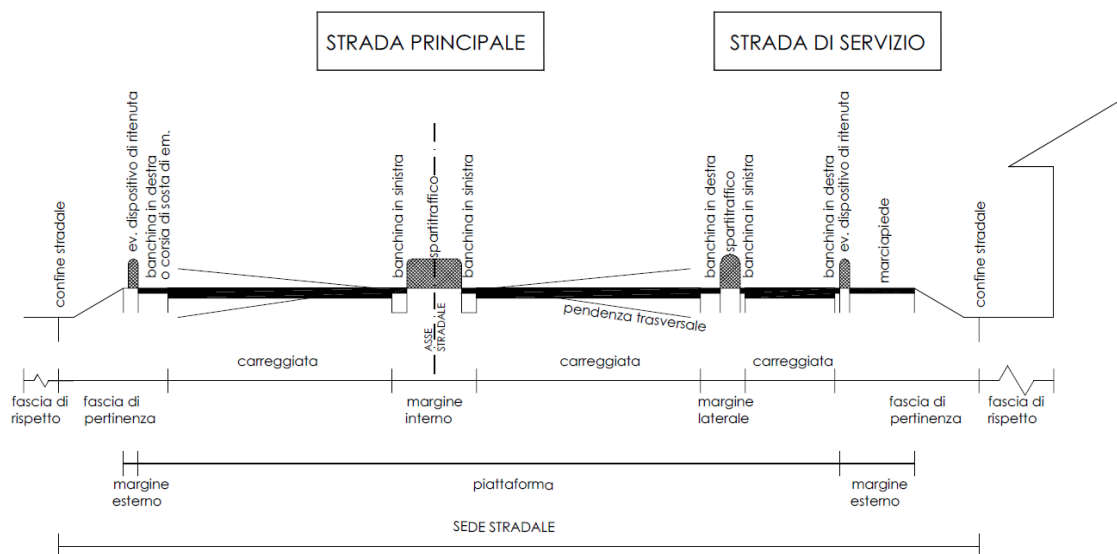 STRADA PRINCIPALE
STRADA DI SERVIZIO
confine stradale
ev. dispositivo di ritenuta
banchina in destra
o corsia di sosta di em.
banchina in sinistra
spartitraffico
banchina in sinistra
banchina in destra
spartitraffico
banchina in sinistra
banchina in destra
ev. dispositivo di ritenuta
marciapiede
confine stradale
pendenza trasversale
ASSE
STRADALE
carreggiata
carreggiata
carreggiata
fascia di
rispetto
fascia di
pertinenza
margine
interno
margine
laterale
fascia di
pertinenza
fascia di
rispetto
margine
esterno
piattaforma
margine
esterno
SEDE STRADALE